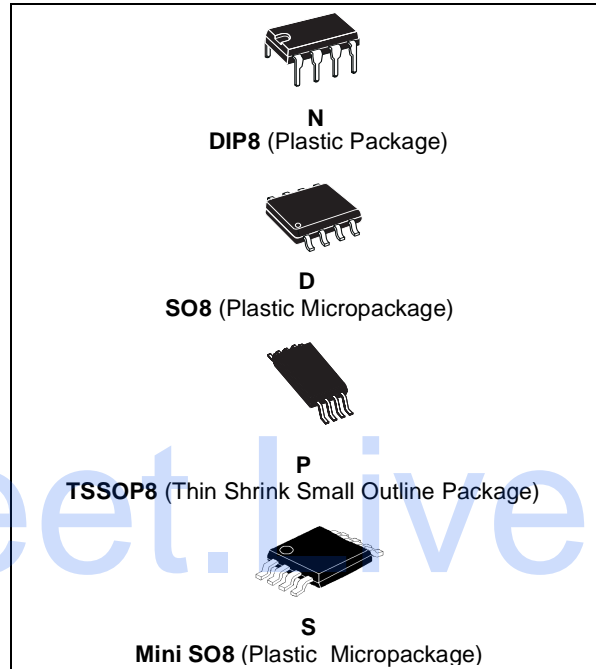 N
DIP8 (Plastic Package)
D
SO8 (Plastic Micropackage)
P
TSSOP8 (Thin Shrink Small Outline Package)
eet.Live
S
Mini SO8 (Plastic Micropackage)